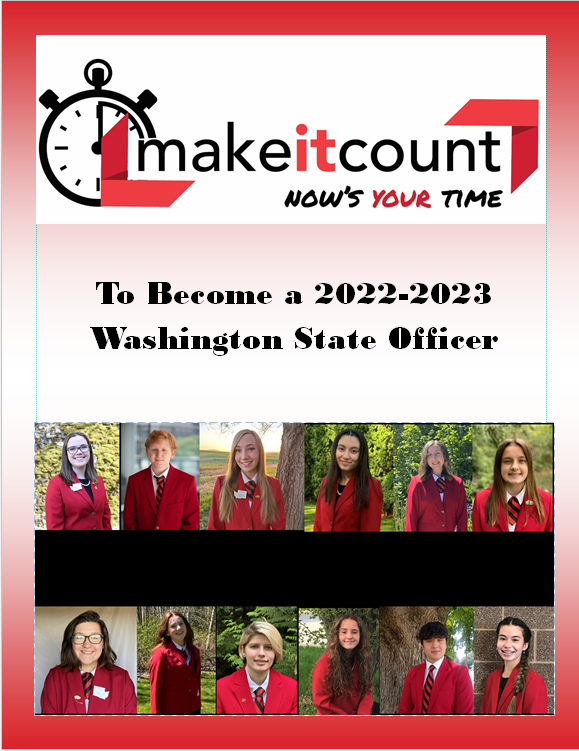 makeitcount
NOW'S YOUR TIME
To Become a 2022-2023
Washington State Officer